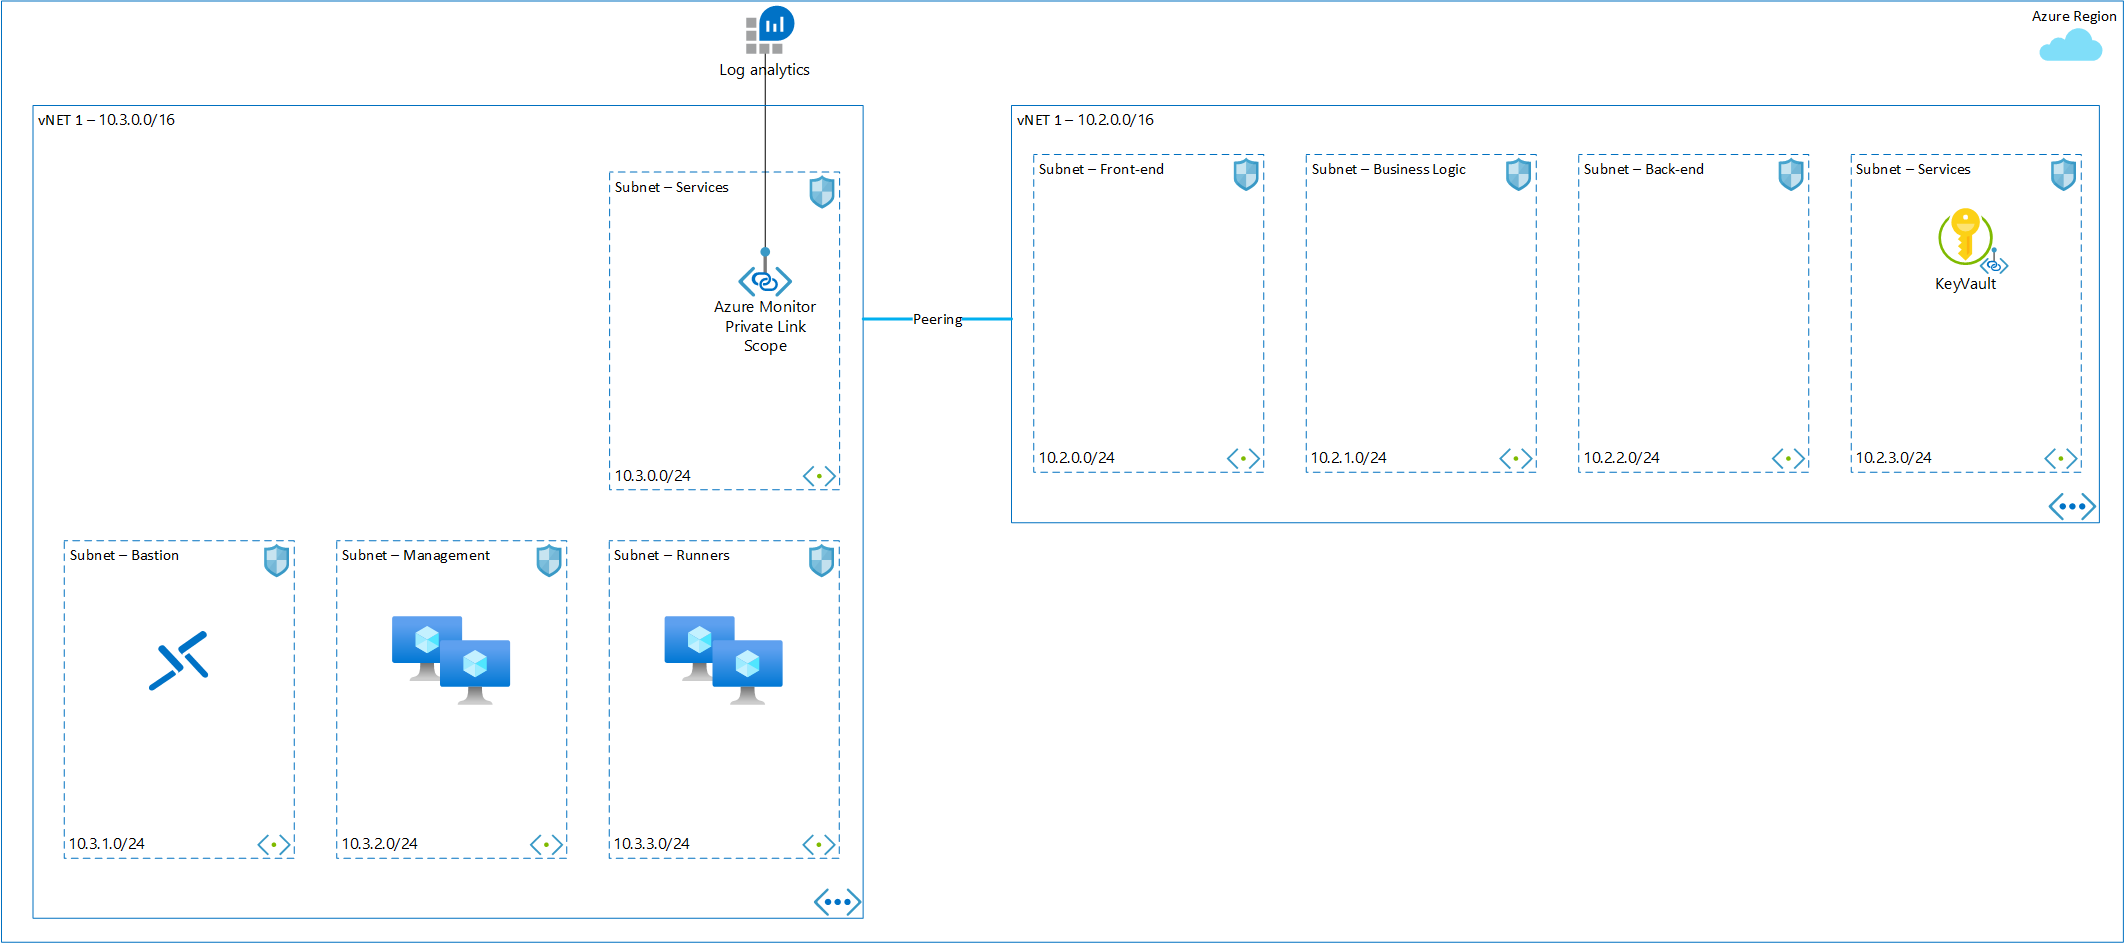 Azure Region
Log analytics
vNET 1 – 10.3.0.0/16
Subnet – Services
Azure Monitor
Private Link
Scope
10.3.0.0/24
Subnet – Bastion
10.3.1.0/24
Subnet – Management
10.3.2.0/24
Subnet – Runners
10.3.3.0/24
Peering
vNET 1 – 10.2.0.0/16
Subnet – Front-end
10.2.0.0/24
Subnet – Business Logic
10.2.1.0/24
Subnet – Back-end
10.2.2.0/24
Subnet – Services
KeyVault
10.2.3.0/24